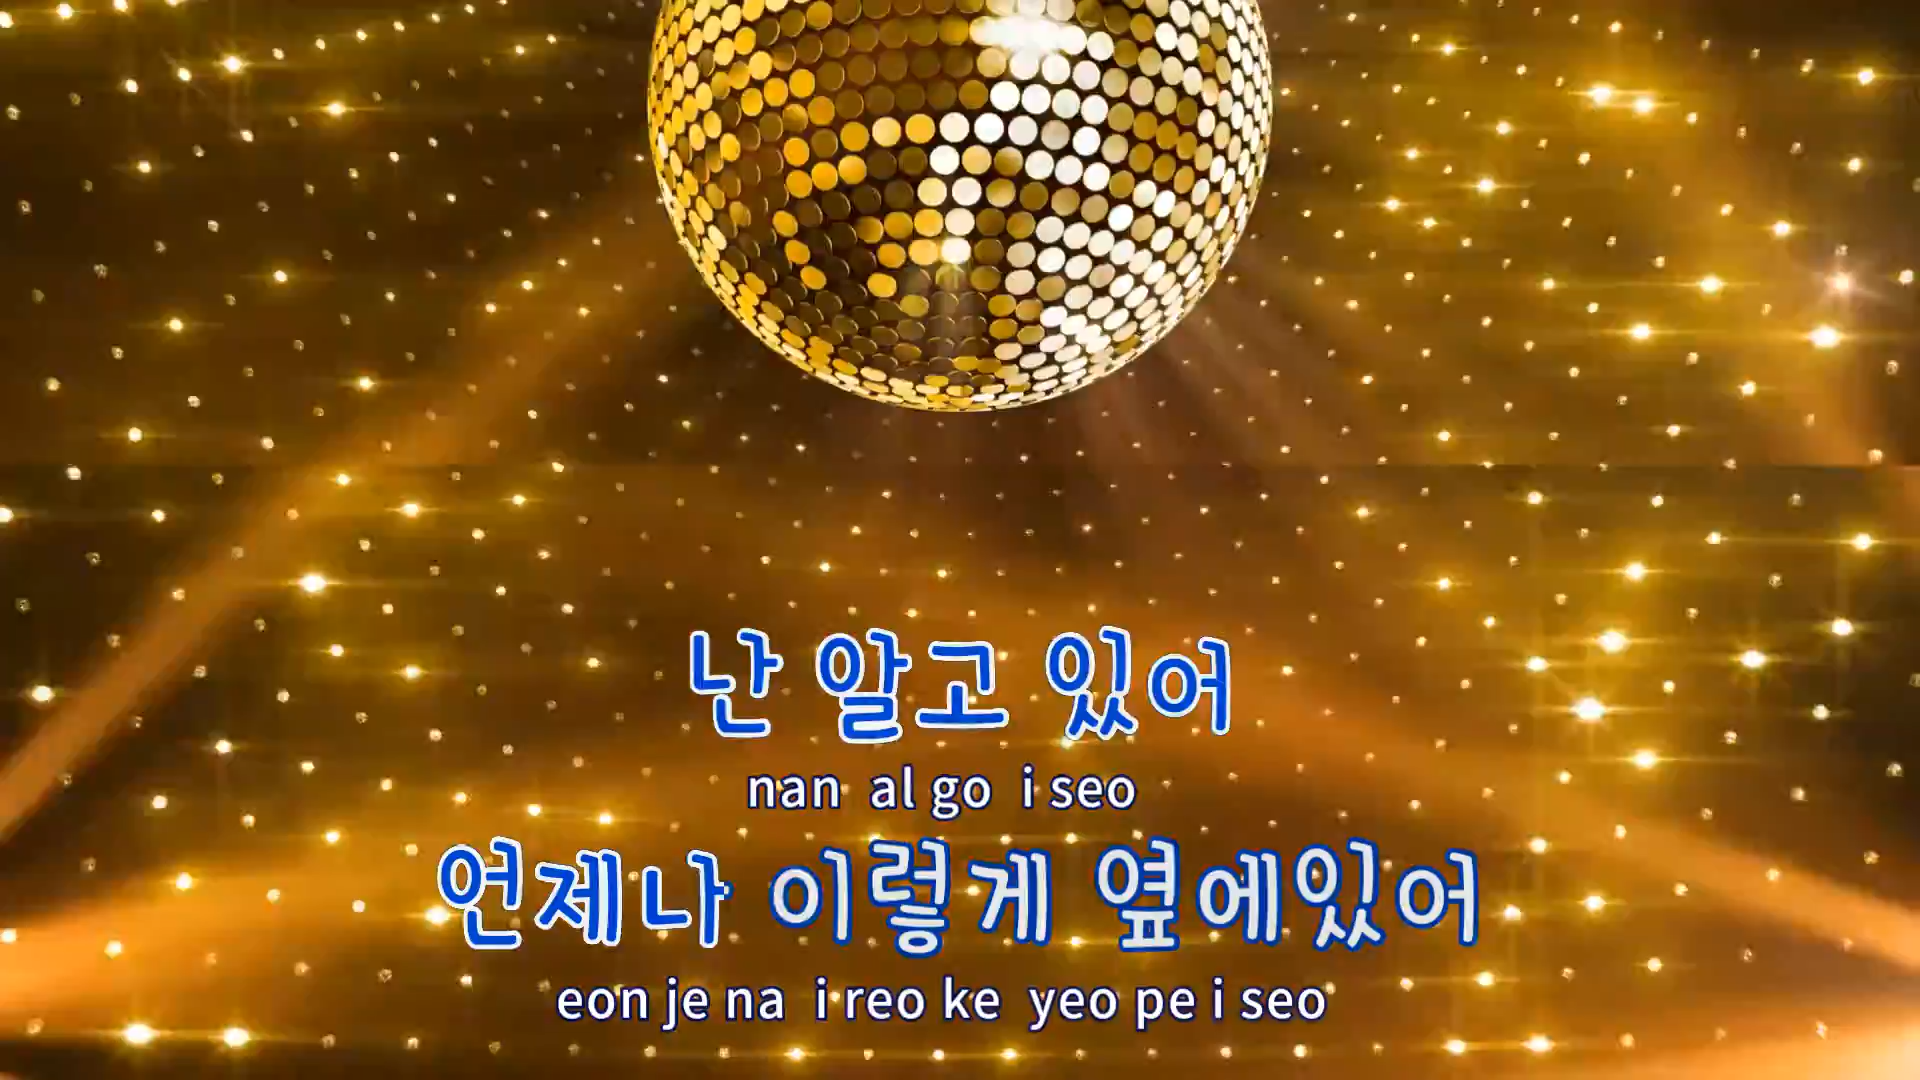 난 알고 있어
nan al go i seo
언제나 이렇게 옆에있어
eon je na i reo ke yeo pe i seo